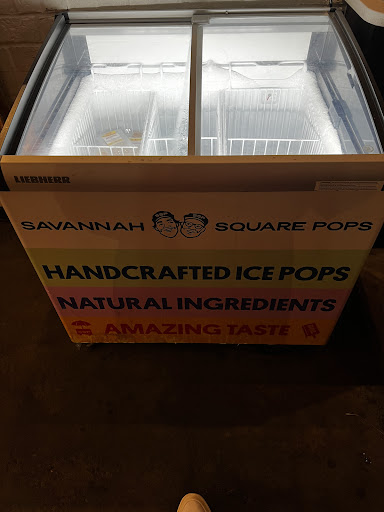 LIEBHERR
SAVANNAH SQUARE POPS
HANDCRAFTED ICE POPS
NATURAL INGREDIENTS
AMAZING TASTE